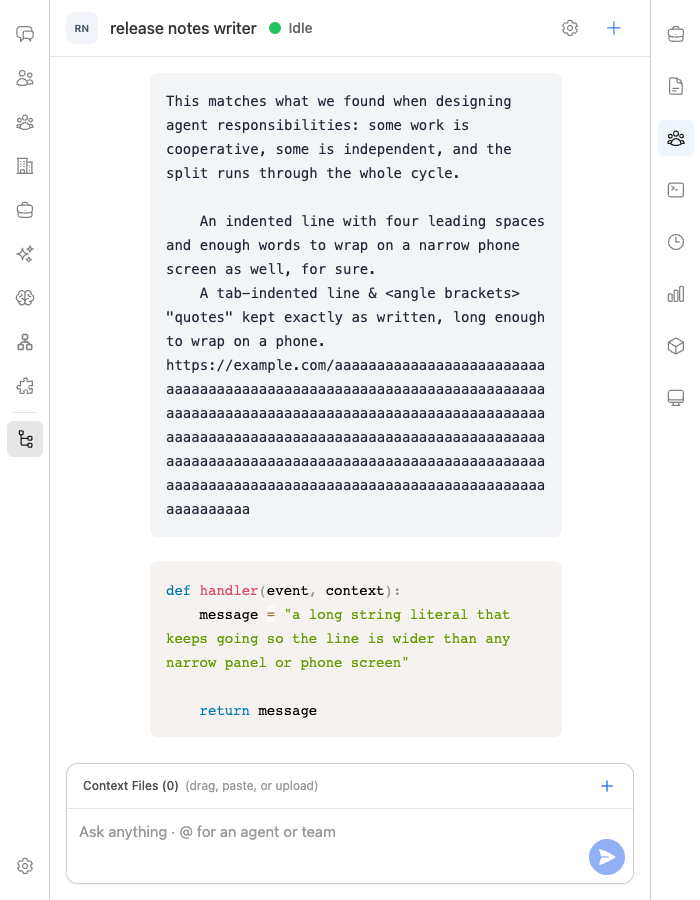 RN release notes writer Idle
This matches what we found when designing
agent responsibilities: some work is
cooperative, some is independent, and the
split runs through the whole cycle.

    An indented line with four leading spaces
and enough words to wrap on a narrow phone
screen as well, for sure.
    A tab-indented line & <angle brackets>
"quotes" kept exactly as written, long enough
to wrap on a phone.
https://example.com/aaaaaaaaaaaaaaaaaaaaaaaaa
aaaaaaaaaaaaaaaaaaaaaaaaaaaaaaaaaaaaaaaaaaaaa
aaaaaaaaaaaaaaaaaaaaaaaaaaaaaaaaaaaaaaaaaaaaa
aaaaaaaaaaaaaaaaaaaaaaaaaaaaaaaaaaaaaaaaaaaaa
aaaaaaaaaaaaaaaaaaaaaaaaaaaaaaaaaaaaaaaaaaaaa
aaaaaaaaaaaaaaaaaaaaaaaaaaaaaaaaaaaaaaaaaaaaa
aaaaaaaaaa
def handler(event, context):
    message = "a long string literal that
keeps going so the line is wider than any
narrow panel or phone screen"

    return message
Context Files (0) (drag, paste, or upload)
Ask anything · @ for an agent or team